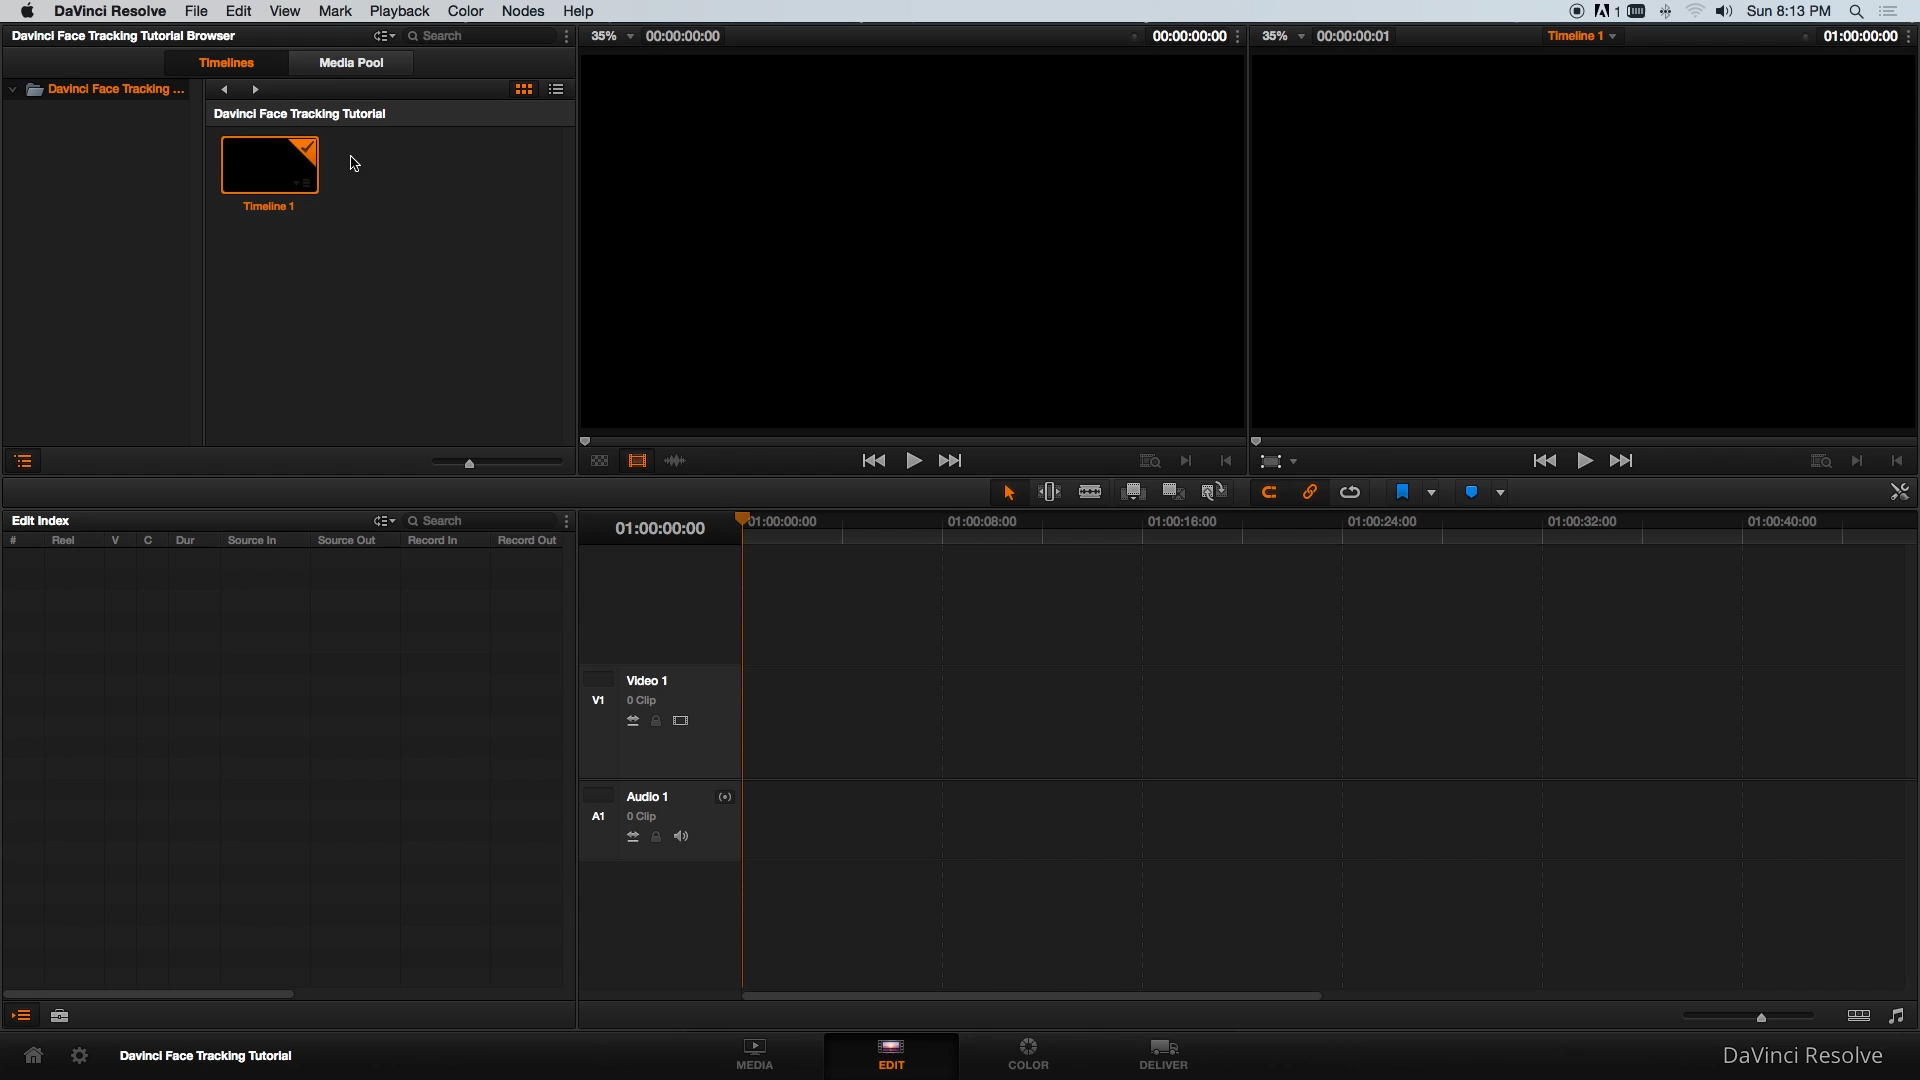 DaVinci Resolve File Edit View Mark Playback Color Nodes Help 1 Sun 8:13 PM
Davinci Face Tracking Tutorial Browser Search 35% 00:00:00:00 00:00:00:00 35% 00:00:00:01 Timeline 1 01:00:00:00
Timelines Media Pool
Davinci Face Tracking ...
Davinci Face Tracking Tutorial
Timeline 1
Edit Index Search 01:00:00:00 01:00:00:00 01:00:08:00 01:00:16:00 01:00:24:00 01:00:32:00 01:00:40:00
# Reel V C Dur Source In Source Out Record In Record Out
Video 1
V1 0 Clip
Audio 1
A1 0 Clip
Davinci Face Tracking Tutorial MEDIA EDIT COLOR DELIVER DaVinci Resolve